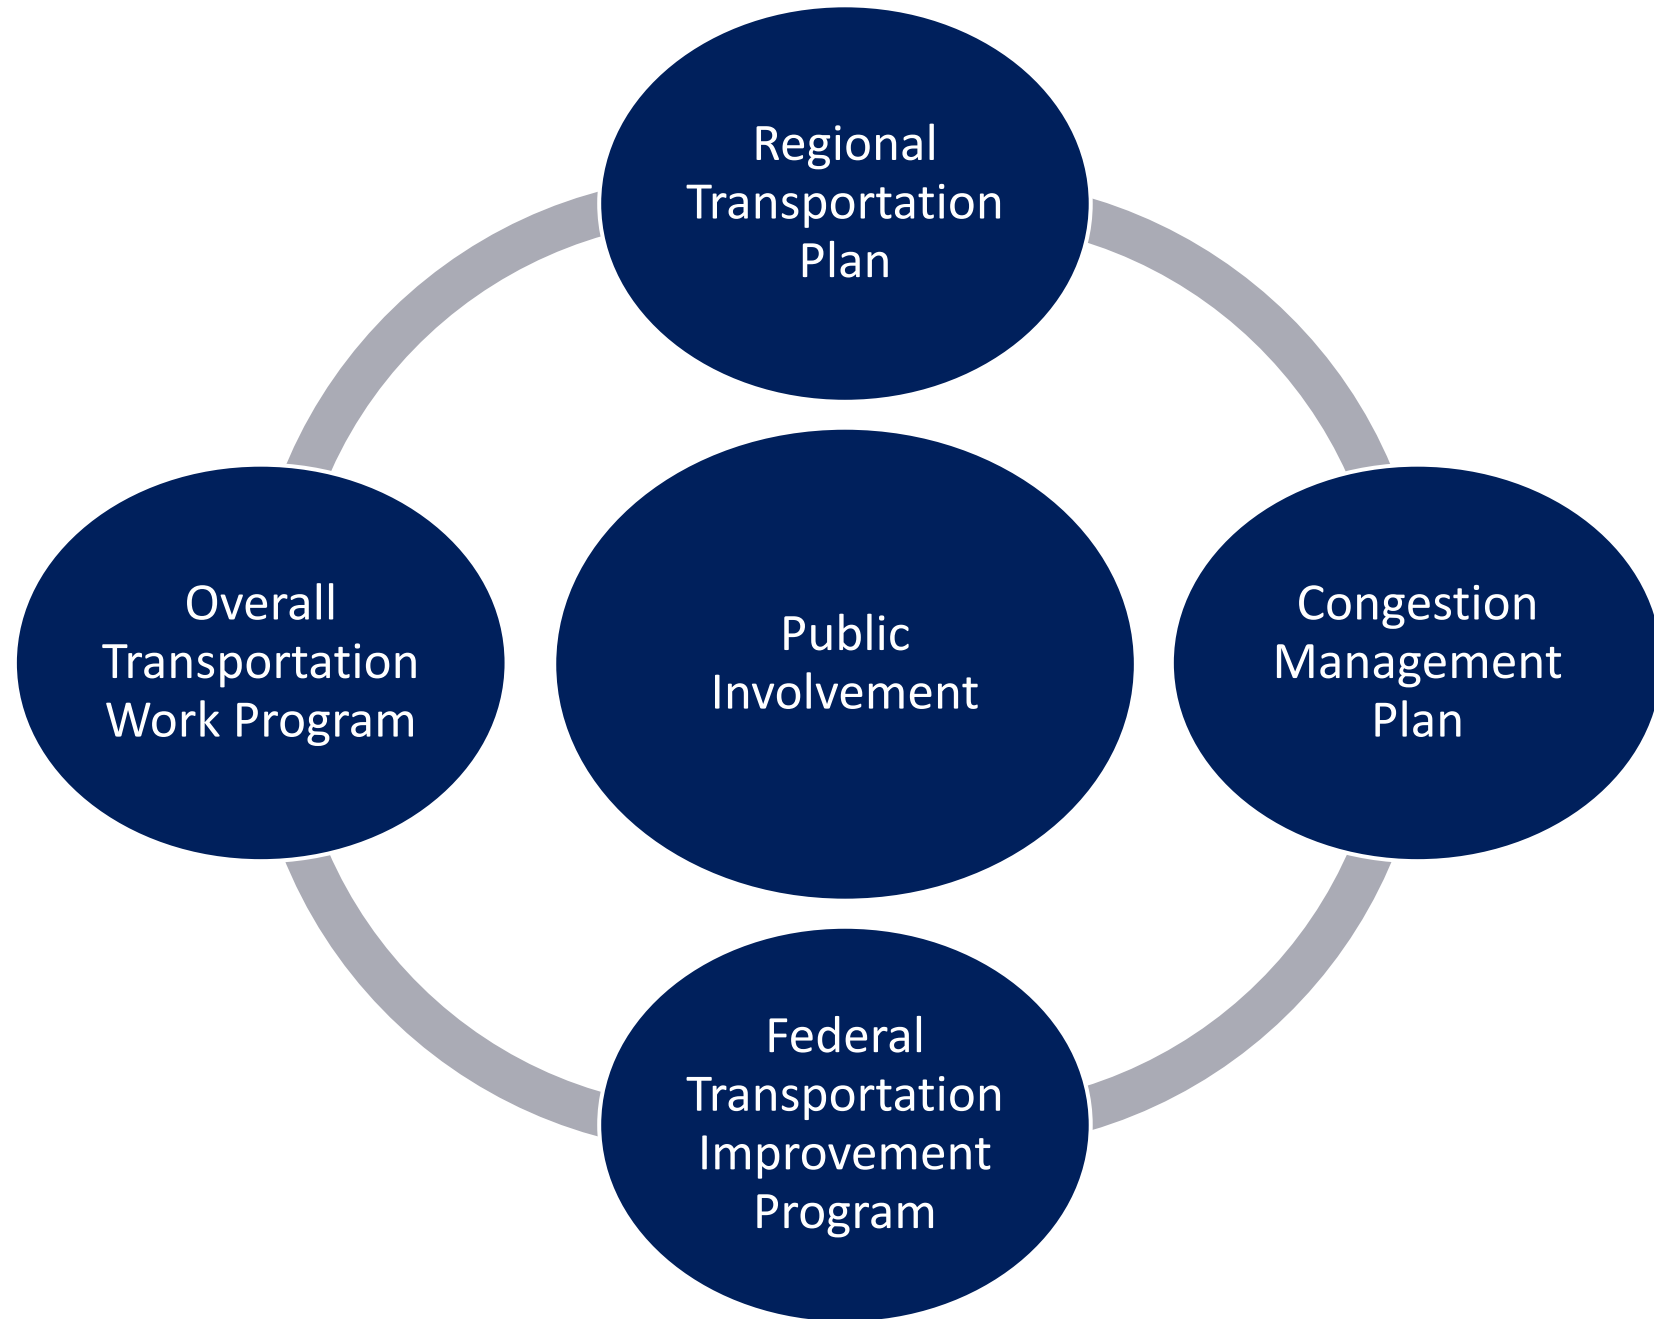 Regional
Transportation
Plan
Overall
Transportation
Work Program
Public
Involvement
Congestion
Management
Plan
Federal
Transportation
Improvement
Program